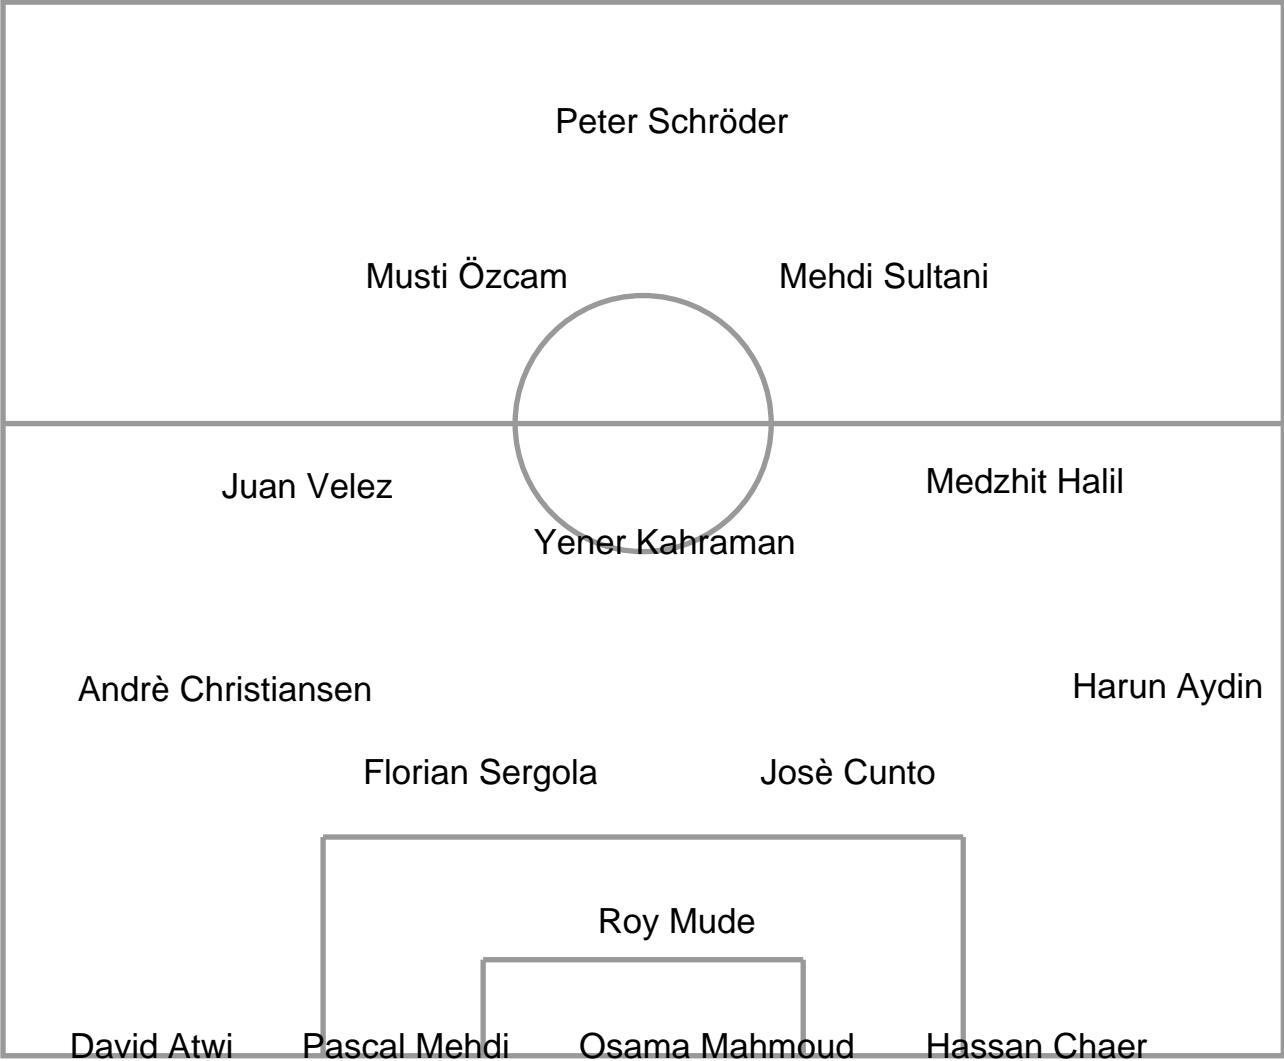 Peter Schröder
Musti Özcam Mehdi Sultani
Juan Velez Medzhit Halil
Yener Kahraman
Andrè Christiansen Harun Aydin
Florian Sergola Josè Cunto
Roy Mude
David Atwi Pascal Mehdi Osama Mahmoud Hassan Chaer